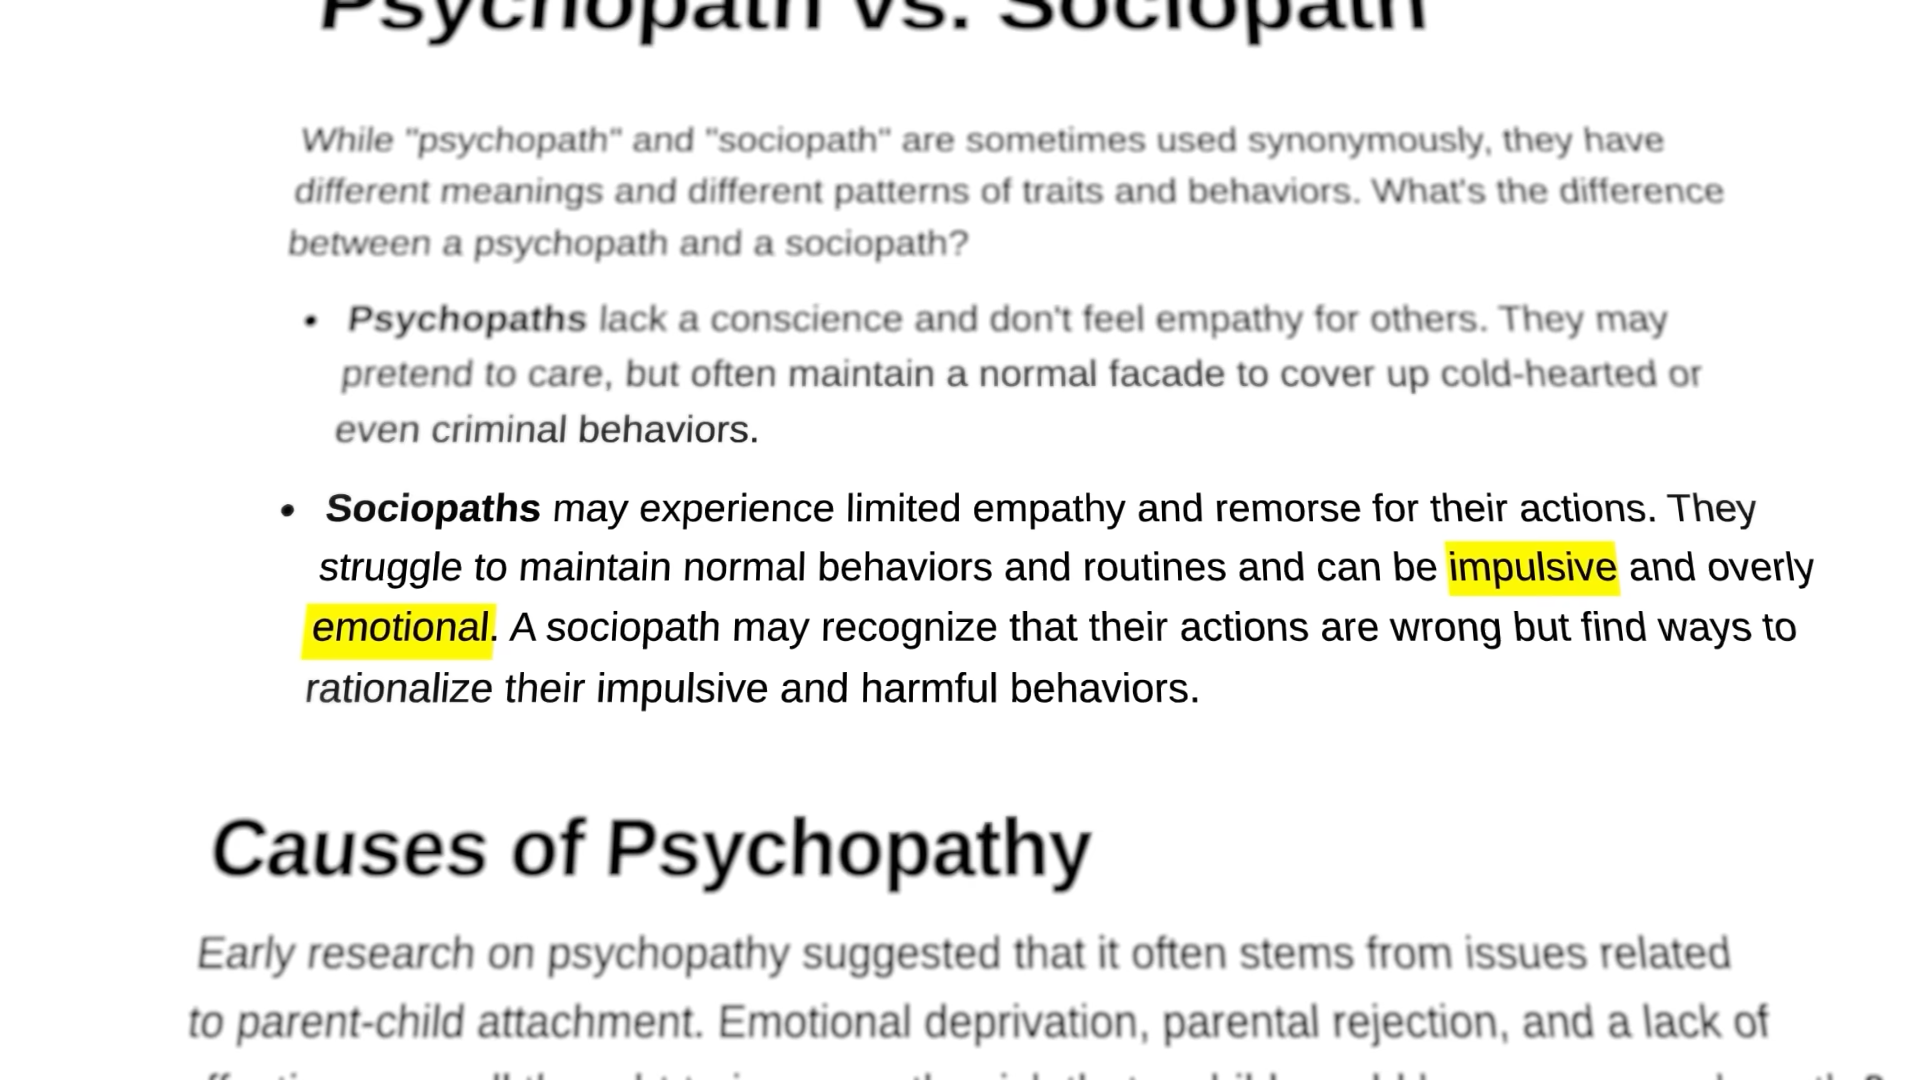 Psychopath vs. Sociopath
While "psychopath" and "sociopath" are sometimes used synonymously, they have
different meanings and different patterns of traits and behaviors. What's the difference
between a psychopath and a sociopath?
• Psychopaths lack a conscience and don't feel empathy for others. They may
pretend to care, but often maintain a normal facade to cover up cold-hearted or
even criminal behaviors.
• Sociopaths may experience limited empathy and remorse for their actions. They
struggle to maintain normal behaviors and routines and can be impulsive and overly
emotional. A sociopath may recognize that their actions are wrong but find ways to
rationalize their impulsive and harmful behaviors.
Causes of Psychopathy
Early research on psychopathy suggested that it often stems from issues related
to parent-child attachment. Emotional deprivation, parental rejection, and a lack of